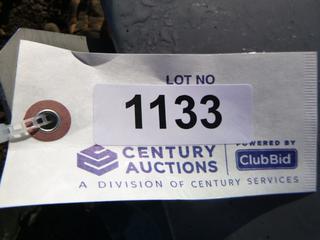 LOT NO
1133
CENTURY
AUCTIONS
POWERED BY
ClubBid
A DIVISION OF CENTURY SERVICES